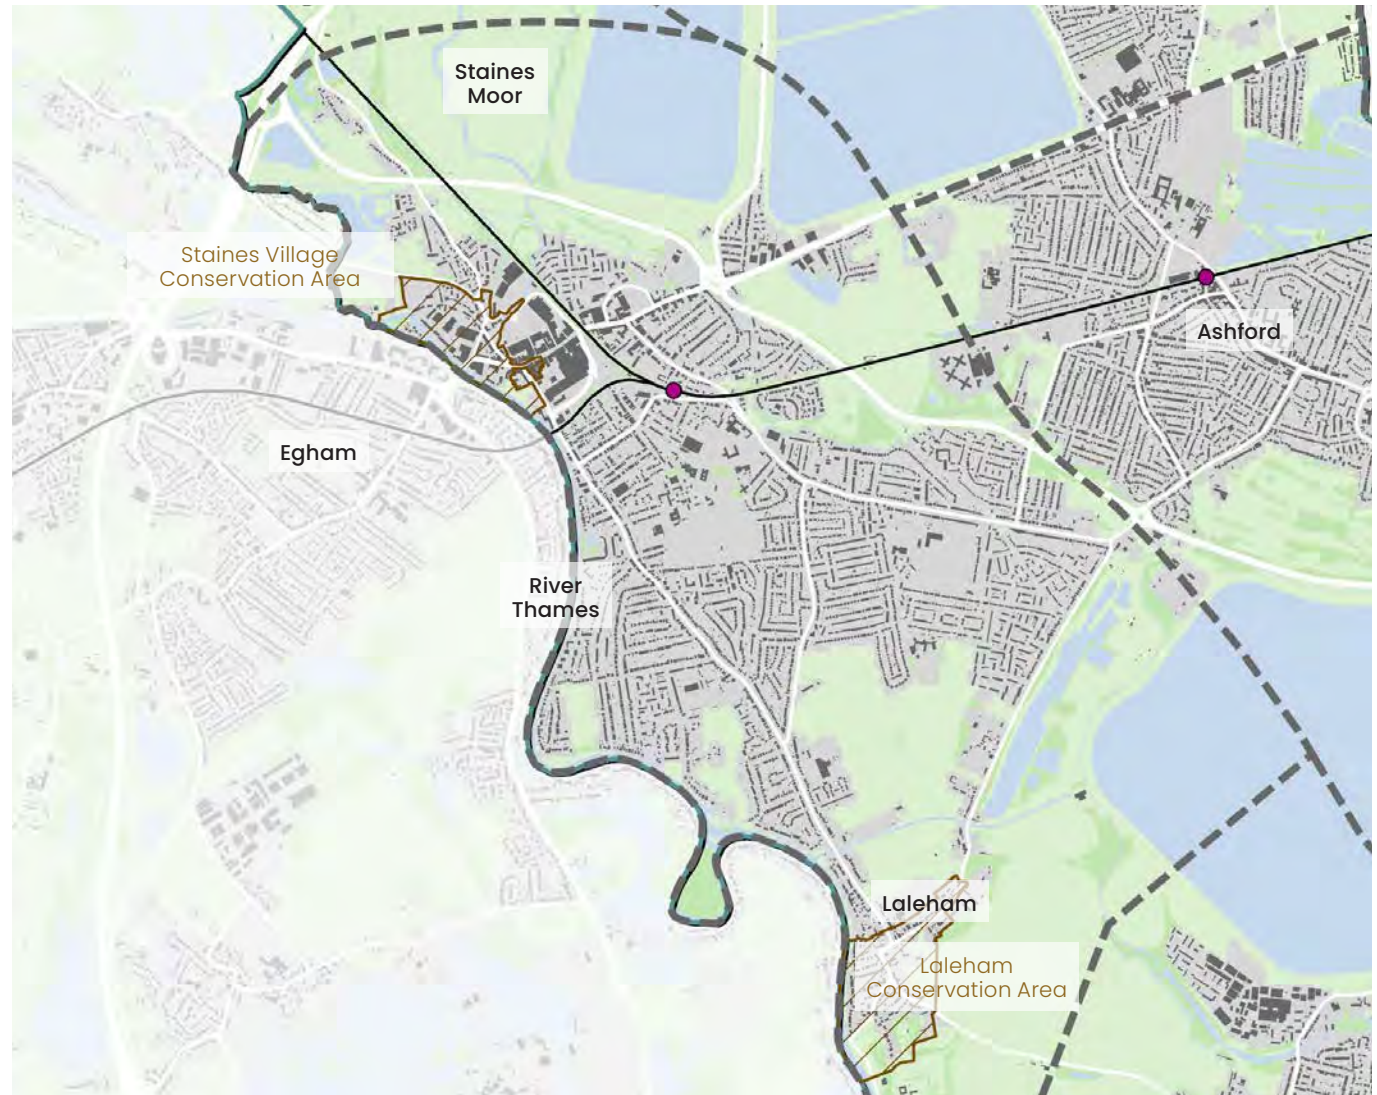 Staines
Moor
Staines Village
Conservation Area
Ashford
Egham
River
Thames
Laleham
Laleham
Conservation Area